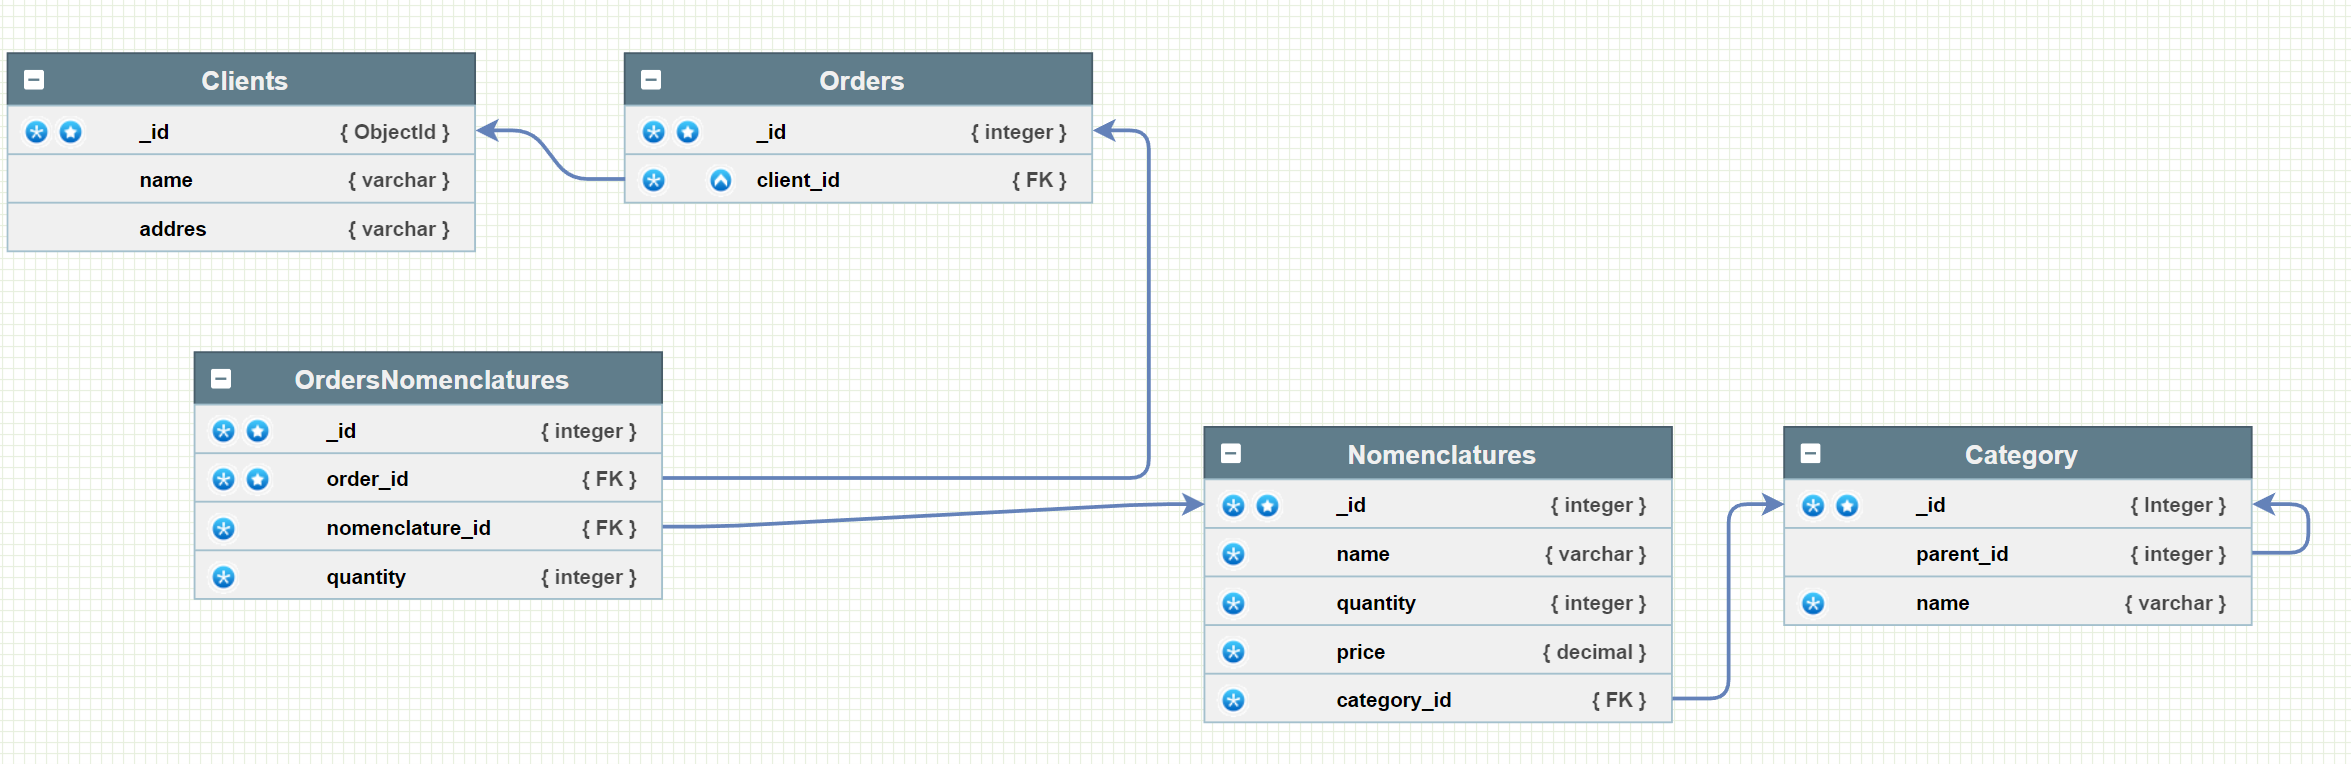 Clients
_id { ObjectId }
name { varchar }
addres { varchar }
Orders
_id { integer }
client_id { FK }
OrdersNomenclatures
_id { integer }
order_id { FK }
nomenclature_id { FK }
quantity { integer }
Nomenclatures
_id { integer }
name { varchar }
quantity { integer }
price { decimal }
category_id { FK }
Category
_id { Integer }
parent_id { integer }
name { varchar }